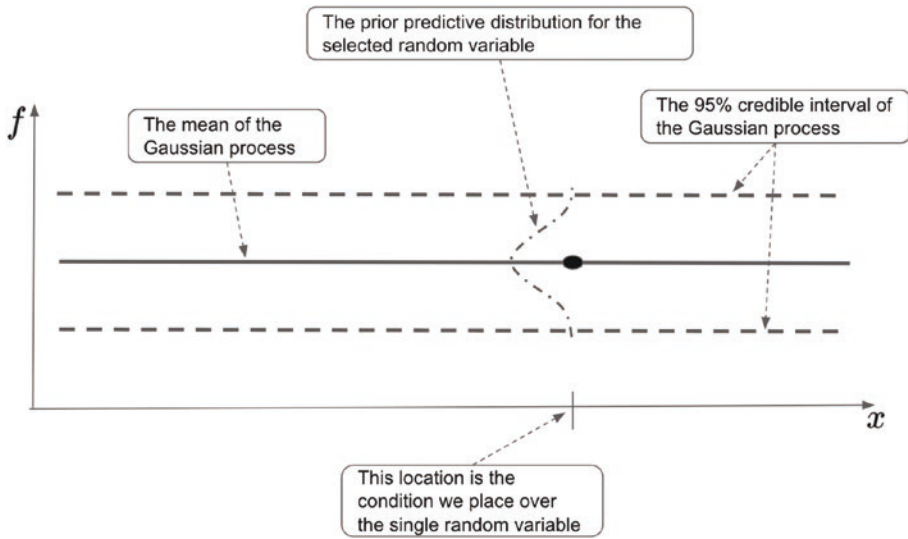 The prior predictive distribution for the
selected random variable
f
The mean of the
Gaussian process
The 95% credible interval of
the Gaussian process
x
This location is the
condition we place over
the single random variable